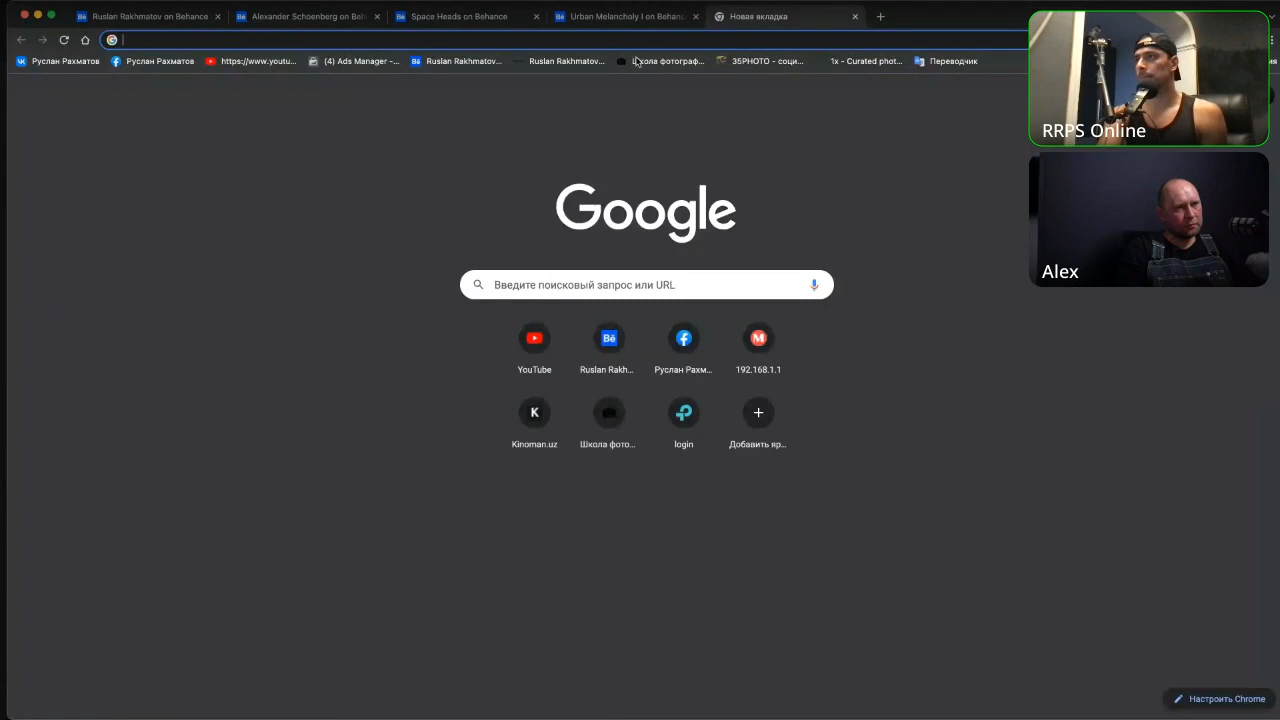 Ruslan Rakhmatov on Behance
Alexander Schoenberg on Beh
Space Heads on Behance
Urban Melancholy I on Behanc
Новая вкладка
Руслан Рахматов
Руслан Рахматов
https://www.youtu...
(4) Ads Manager -...
Ruslan Rakhmatov...
Ruslan Rakhmatov...
Школа фотограф...
35PHOTO - соци...
1x - Curated phot...
Переводчик
RRPS Online
Alex
Google
Введите поисковый запрос или URL
YouTube
Ruslan Rakh...
Руслан Рахм...
192.168.1.1
Kinoman.uz
Школа фото...
login
Добавить яр...
Настроить Chrome